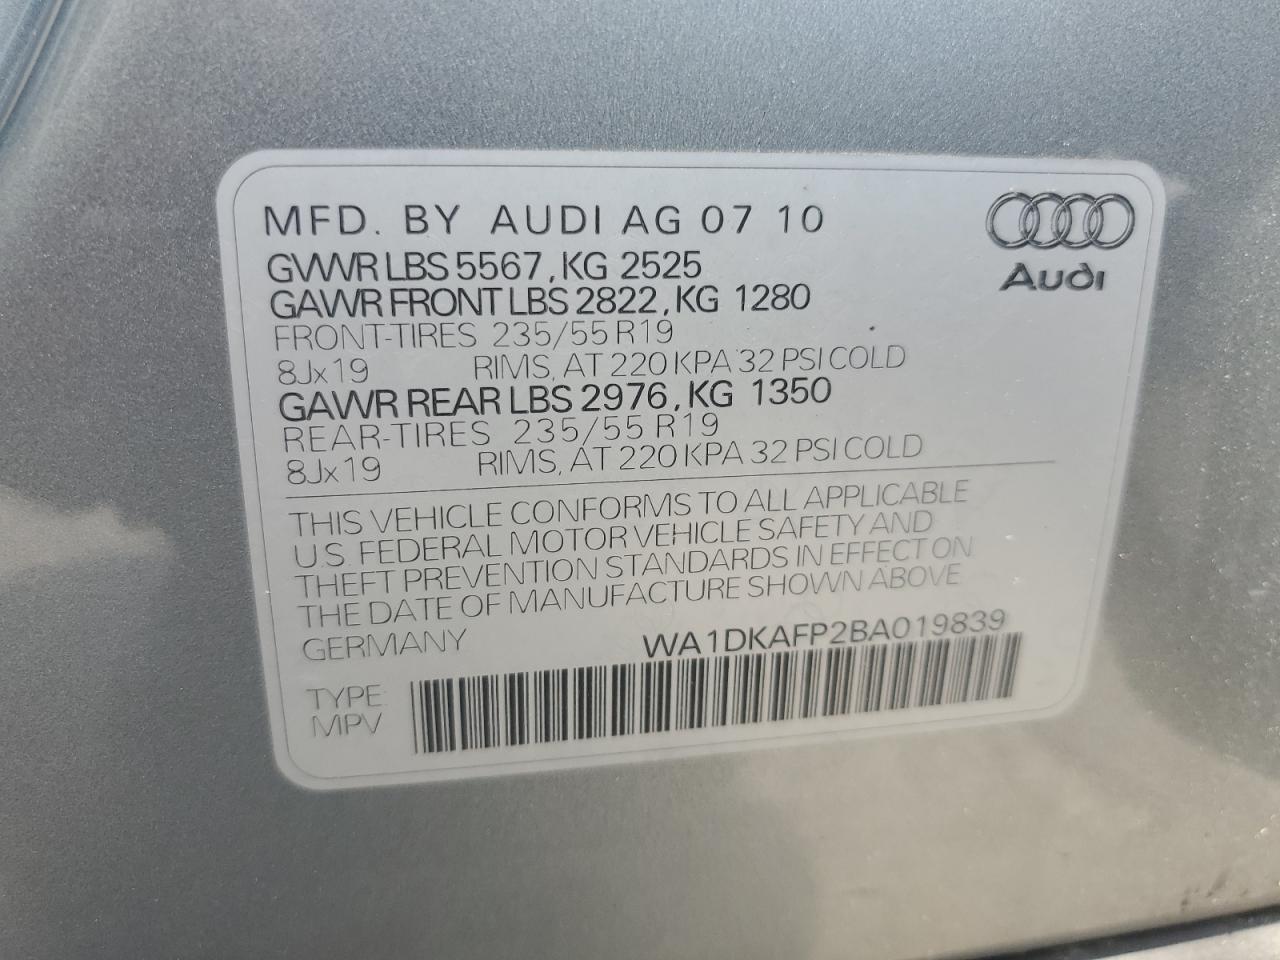 MFD. BY AUDI AG 07 10
GVWR LBS 5567, KG 2525
GAWR FRONT LBS 2822, KG 1280
FRONT-TIRES 235/55 R19
8Jx19 RIMS, AT 220 KPA 32 PSI COLD
GAWR REAR LBS 2976, KG 1350
REAR-TIRES 235/55 R19
8Jx19 RIMS, AT 220 KPA 32 PSI COLD
Audi
THIS VEHICLE CONFORMS TO ALL APPLICABLE
U.S. FEDERAL MOTOR VEHICLE SAFETY AND
THEFT PREVENTION STANDARDS IN EFFECT ON
THE DATE OF MANUFACTURE SHOWN ABOVE
GERMANY WA1DKAFP2BA019839
TYPE:
MPV